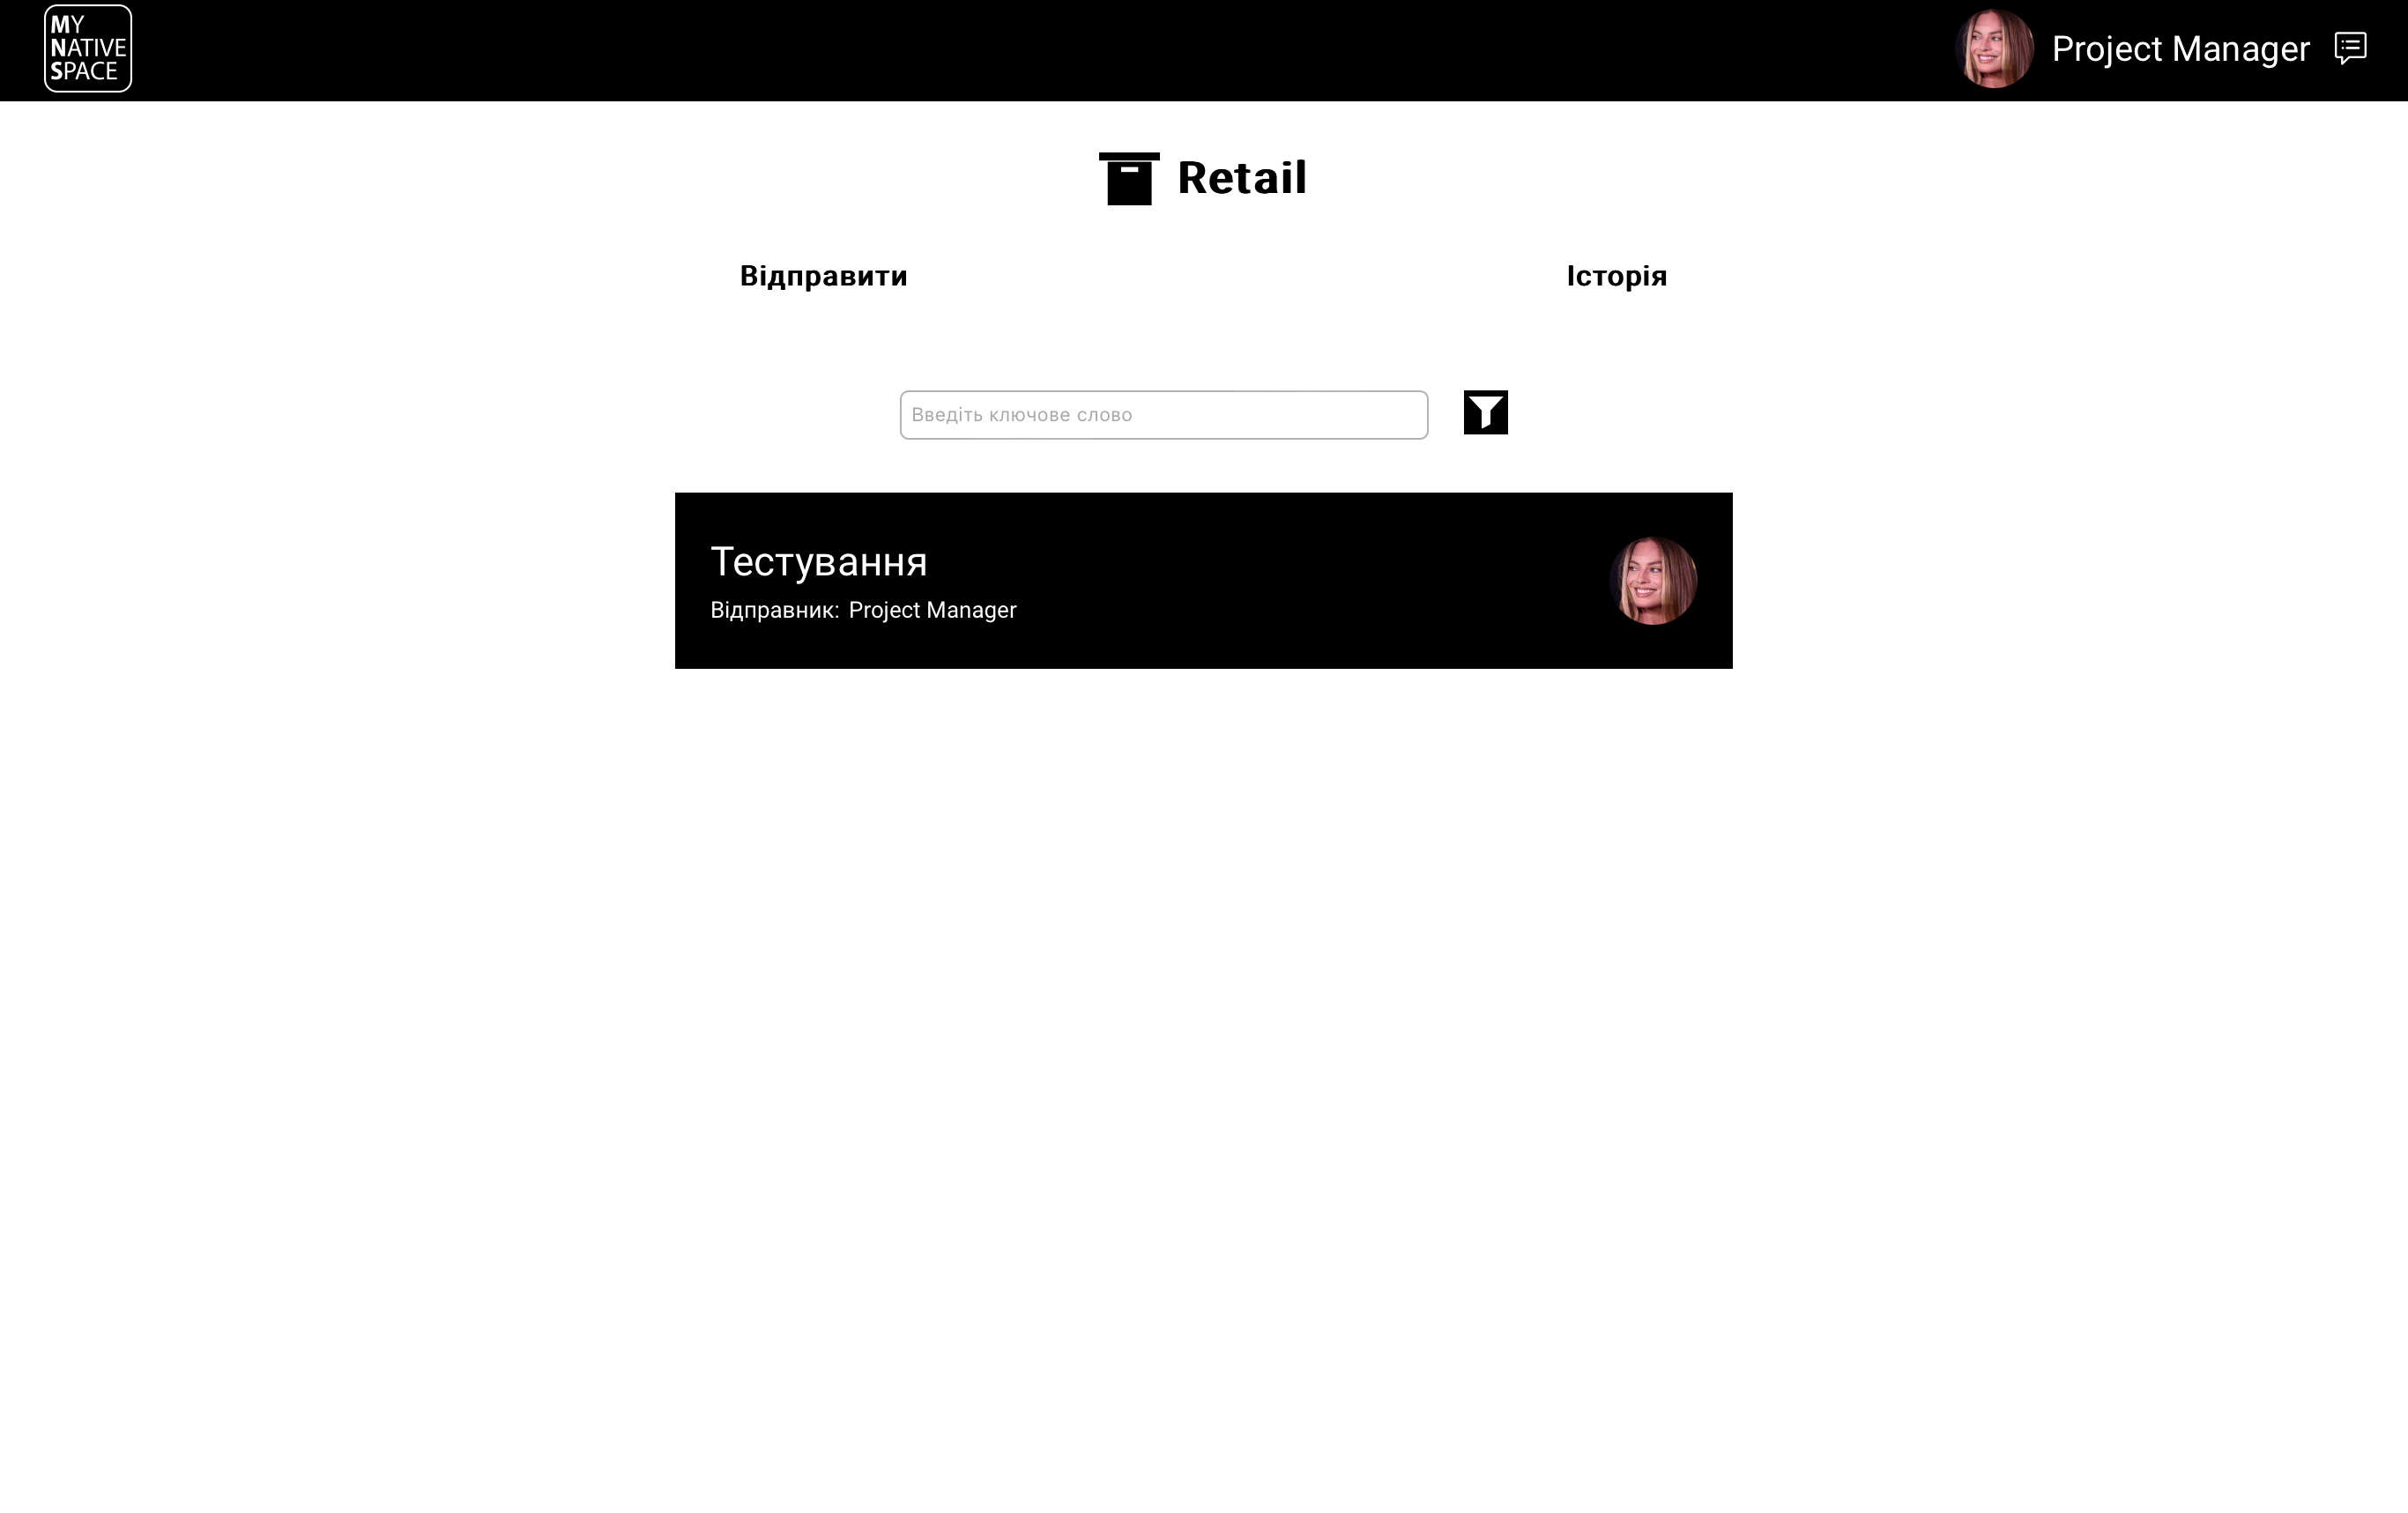 MY
NATIVE
SPACE
Project Manager
Retail
Відправити
Історія
Введіть ключове слово
Тестування
Відправник: Project Manager